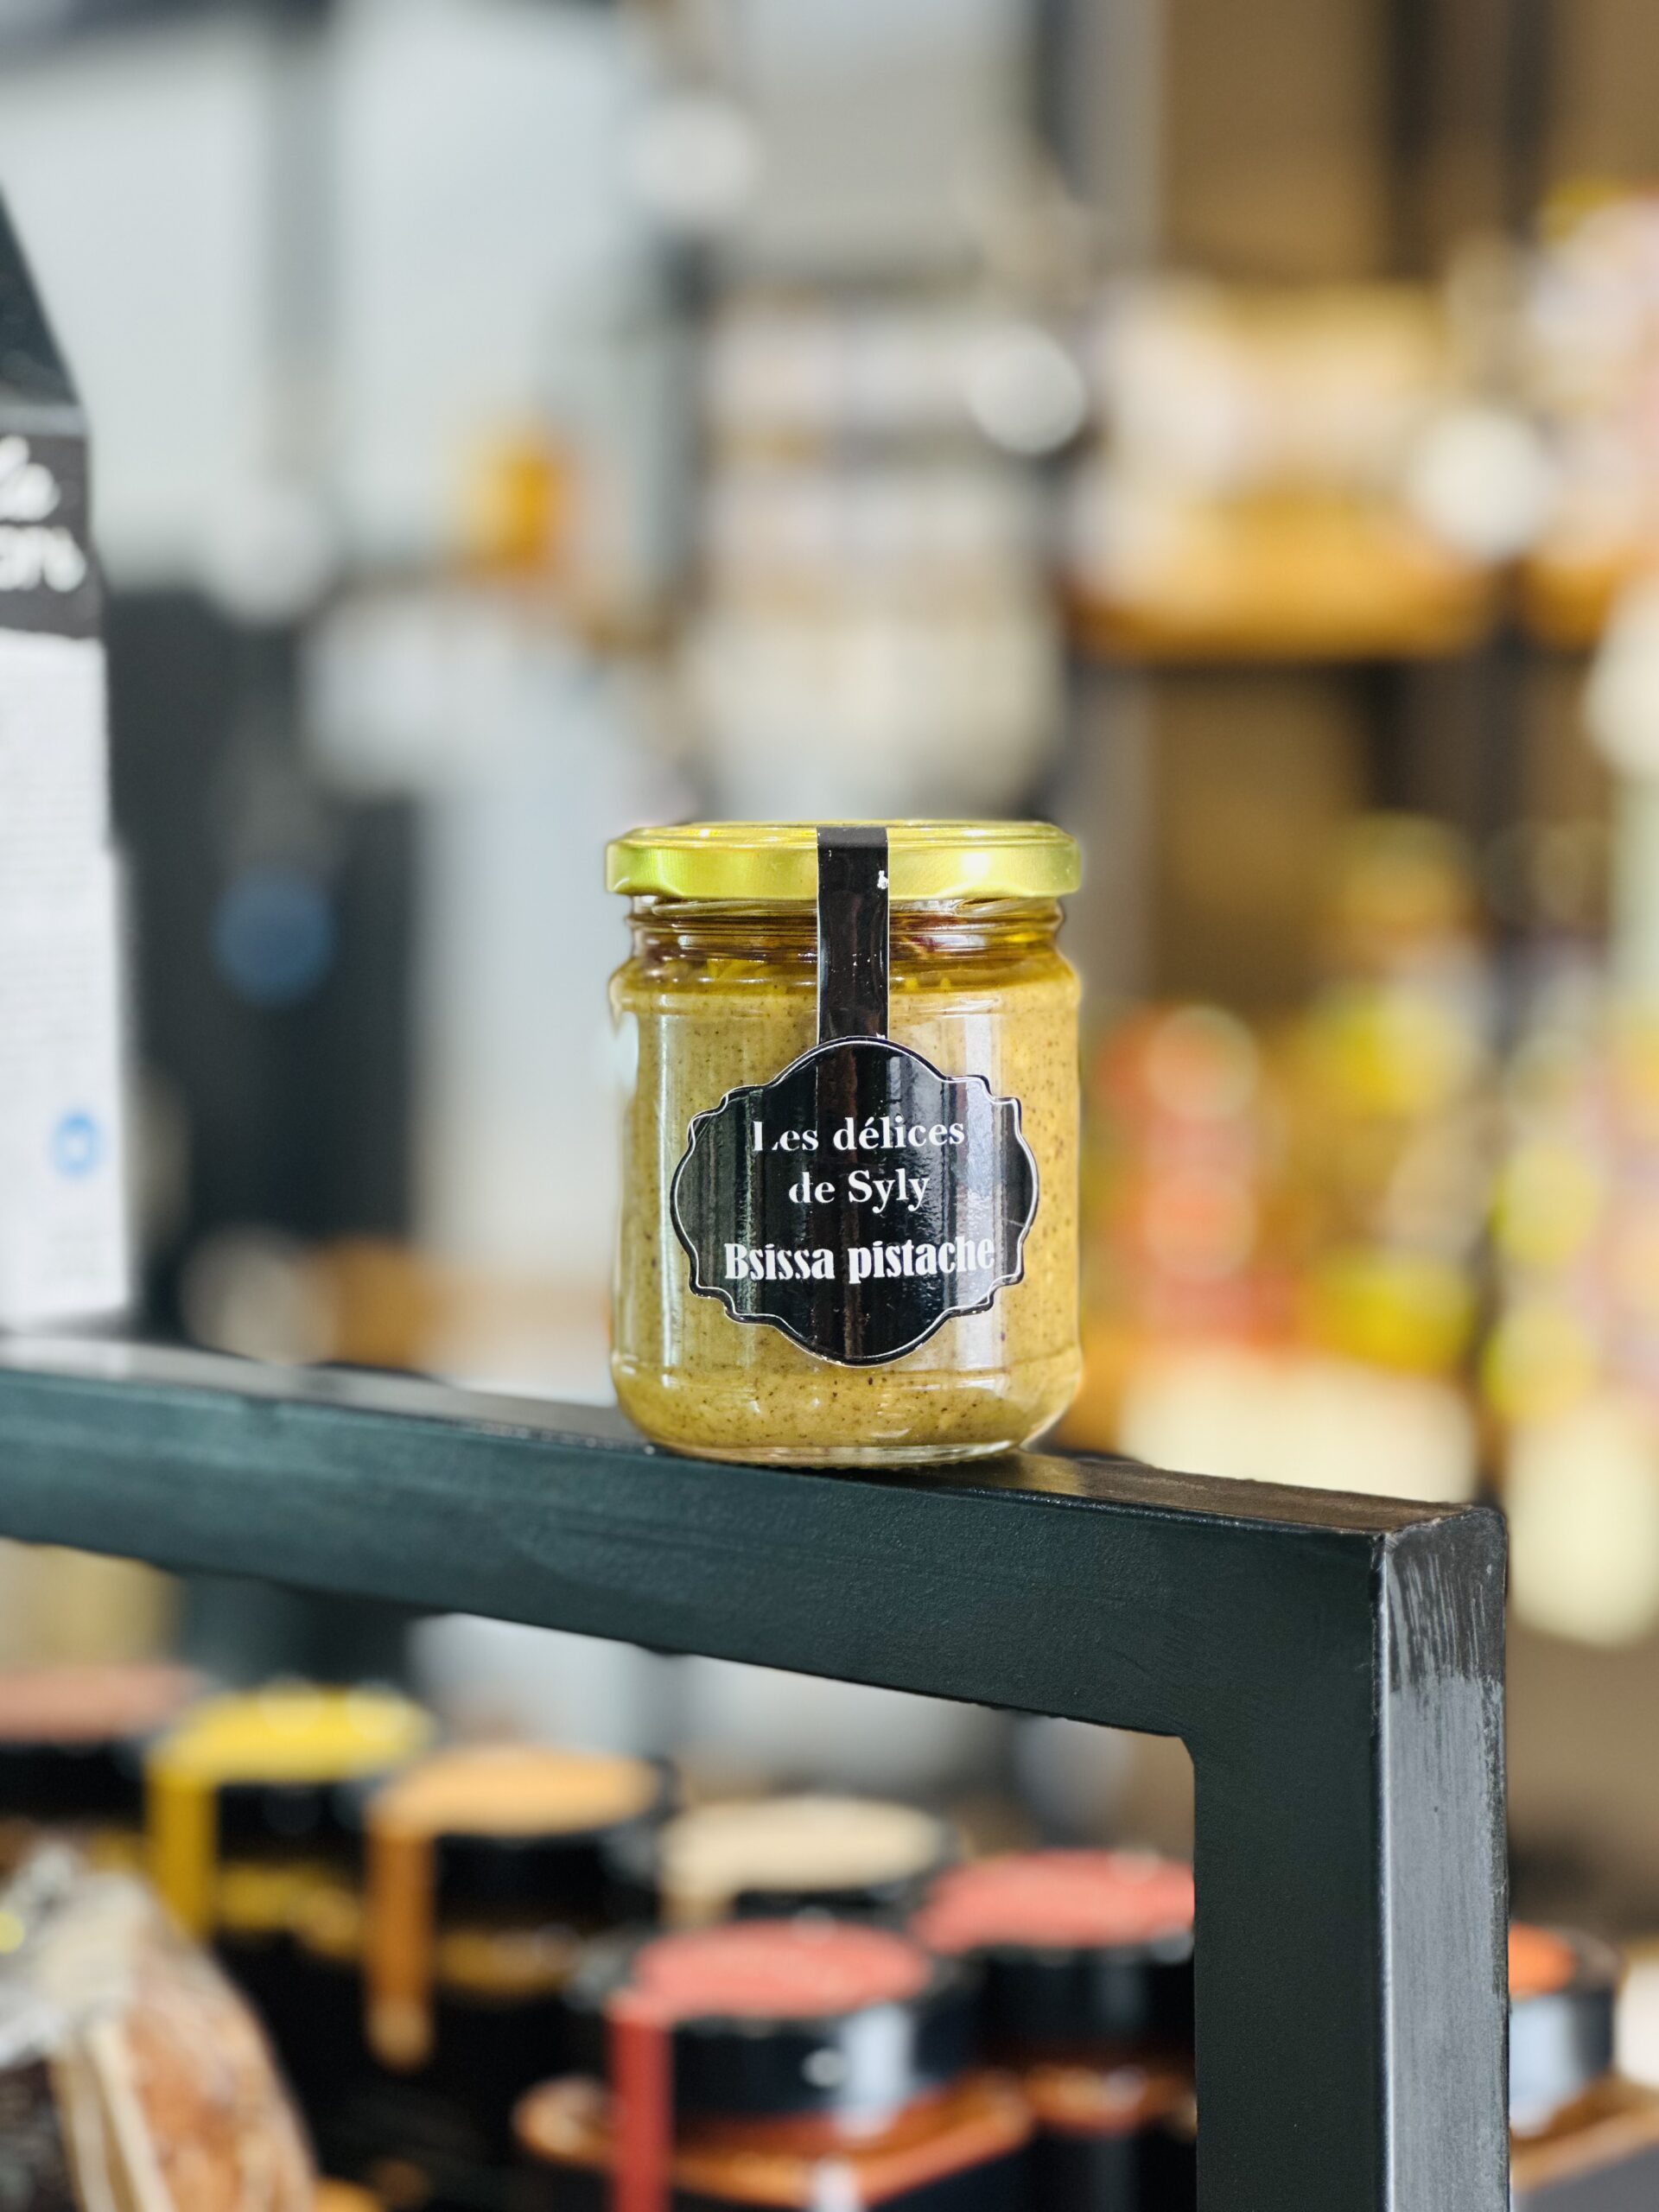 Les délices
de Syly
Bsissa pistache